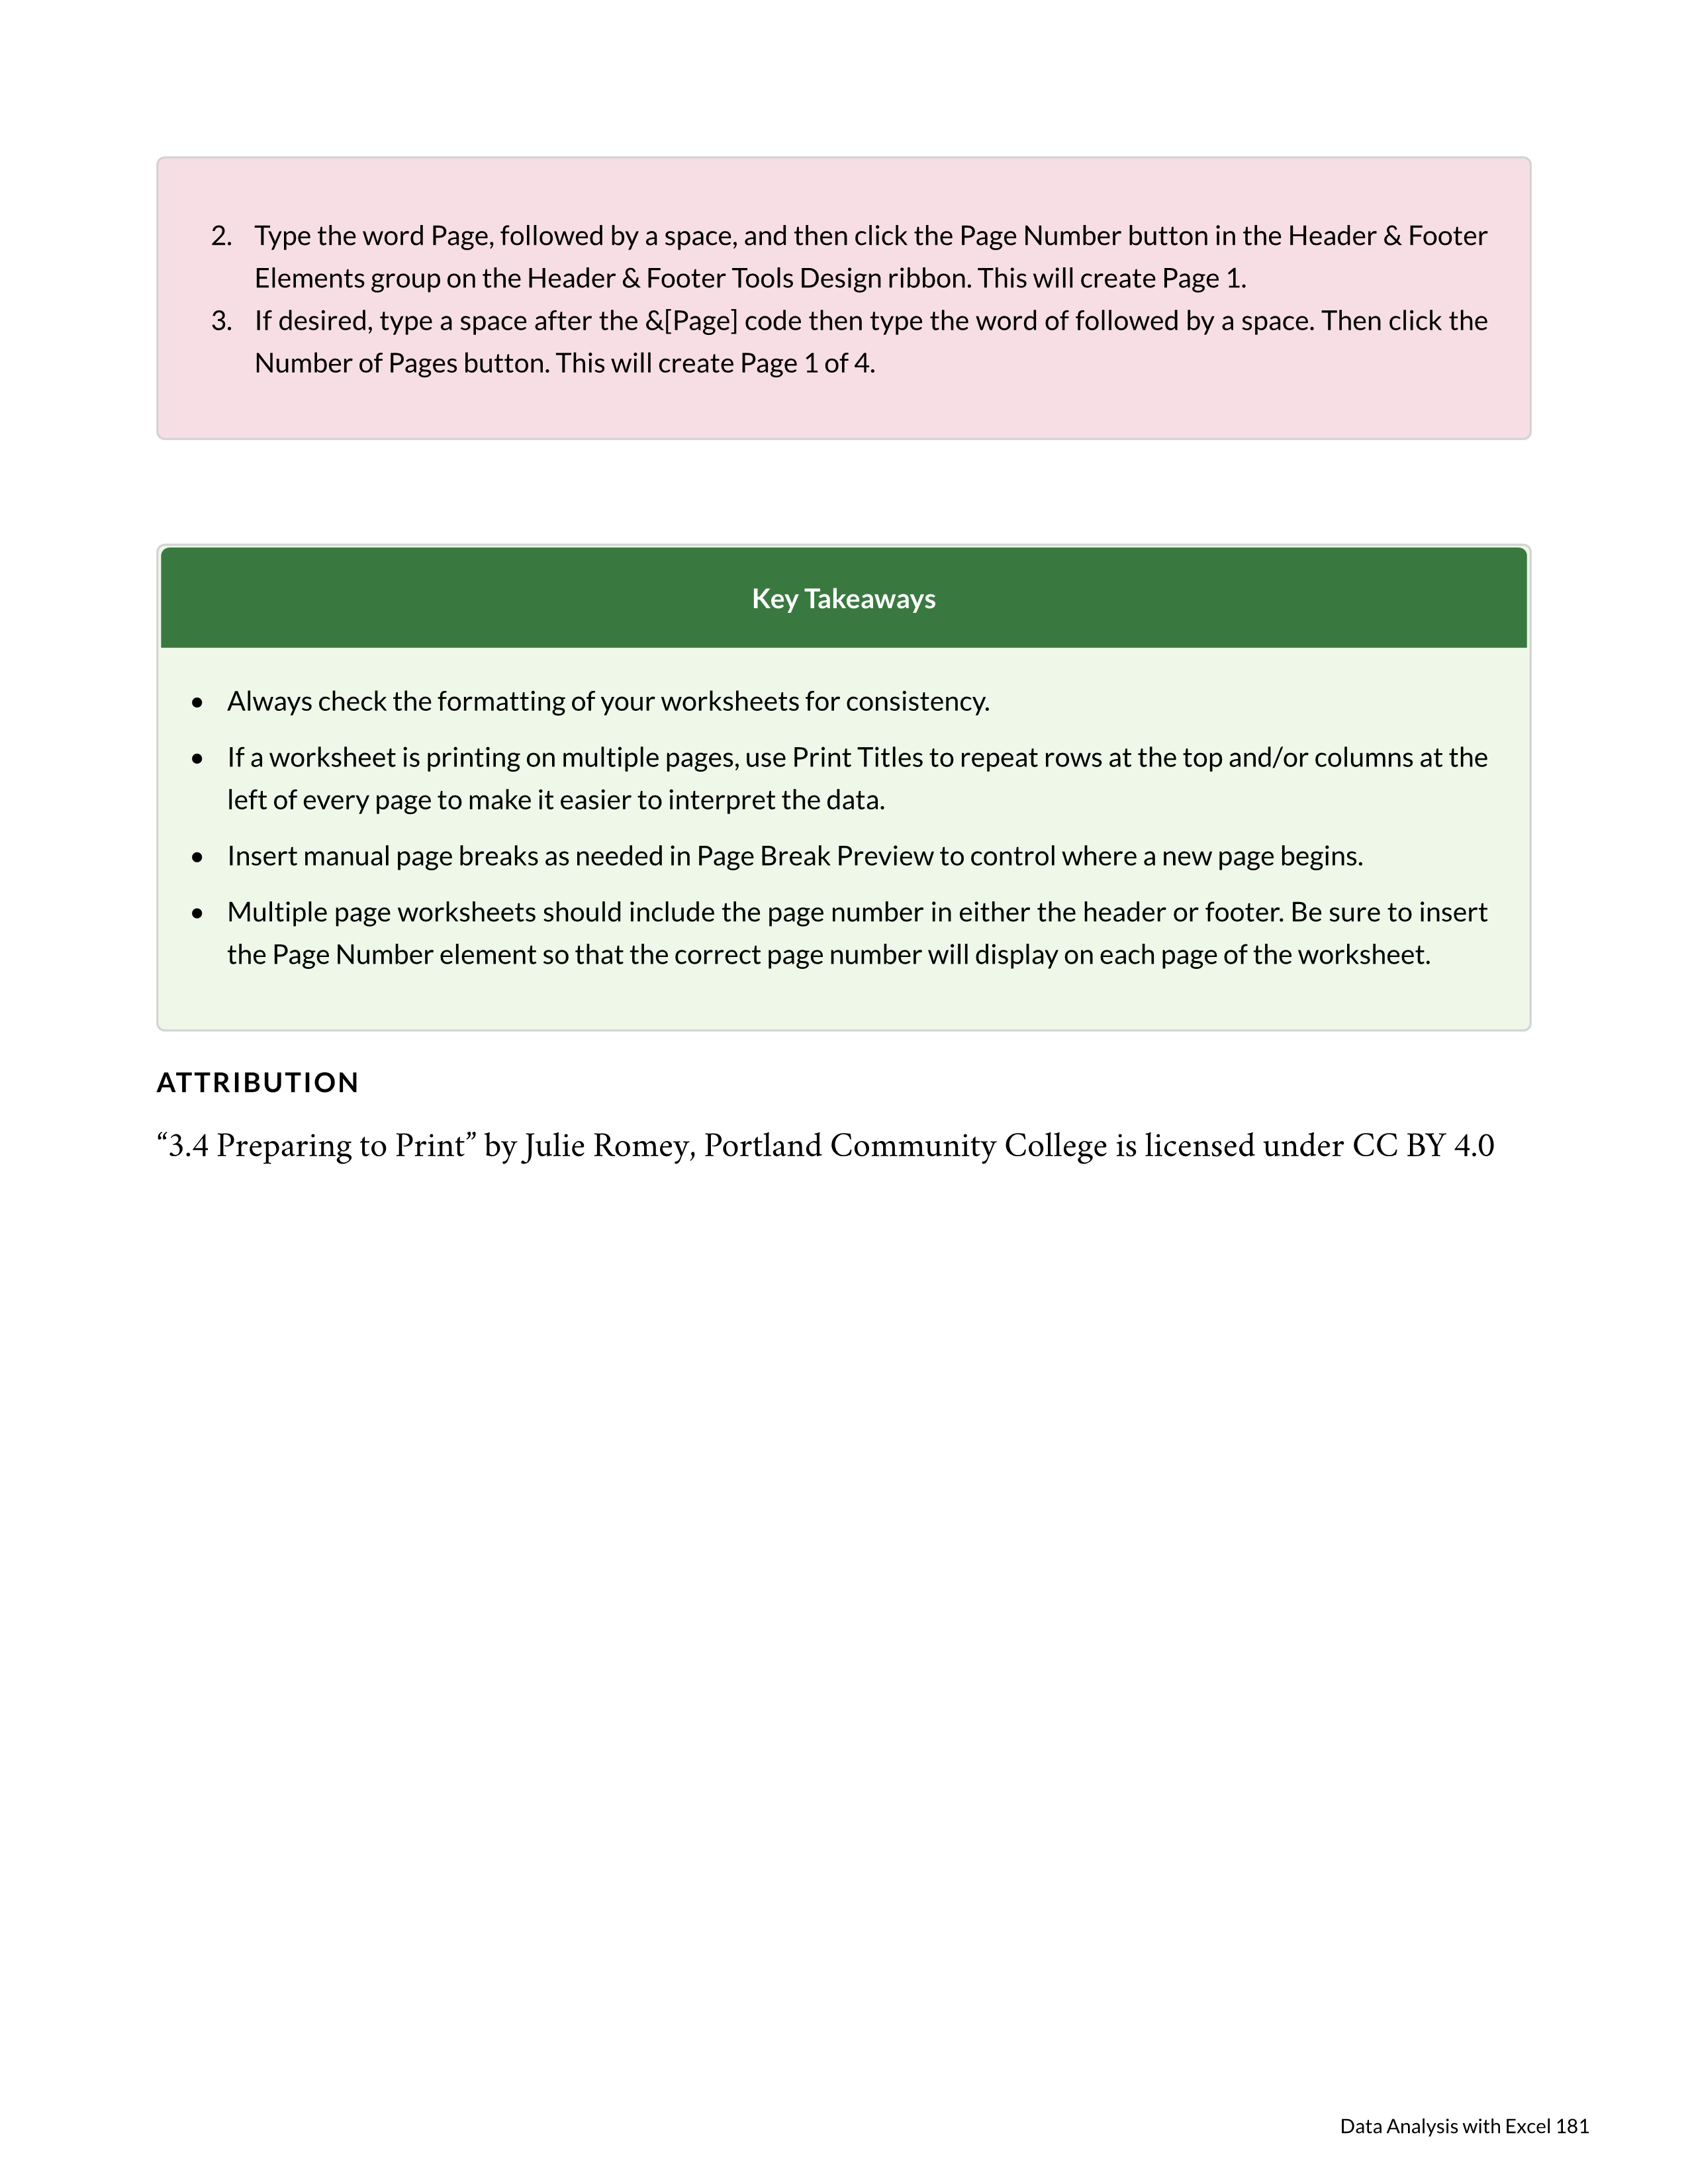 2. Type the word Page, followed by a space, and then click the Page Number button in the Header & Footer
Elements group on the Header & Footer Tools Design ribbon. This will create Page 1.
3. If desired, type a space after the &[Page] code then type the word of followed by a space. Then click the
Number of Pages button. This will create Page 1 of 4.
Key Takeaways
• Always check the formatting of your worksheets for consistency.
• If a worksheet is printing on multiple pages, use Print Titles to repeat rows at the top and/or columns at the
left of every page to make it easier to interpret the data.
• Insert manual page breaks as needed in Page Break Preview to control where a new page begins.
• Multiple page worksheets should include the page number in either the header or footer. Be sure to insert
the Page Number element so that the correct page number will display on each page of the worksheet.
ATTRIBUTION
“3.4 Preparing to Print” by Julie Romey, Portland Community College is licensed under CC BY 4.0
Data Analysis with Excel 181